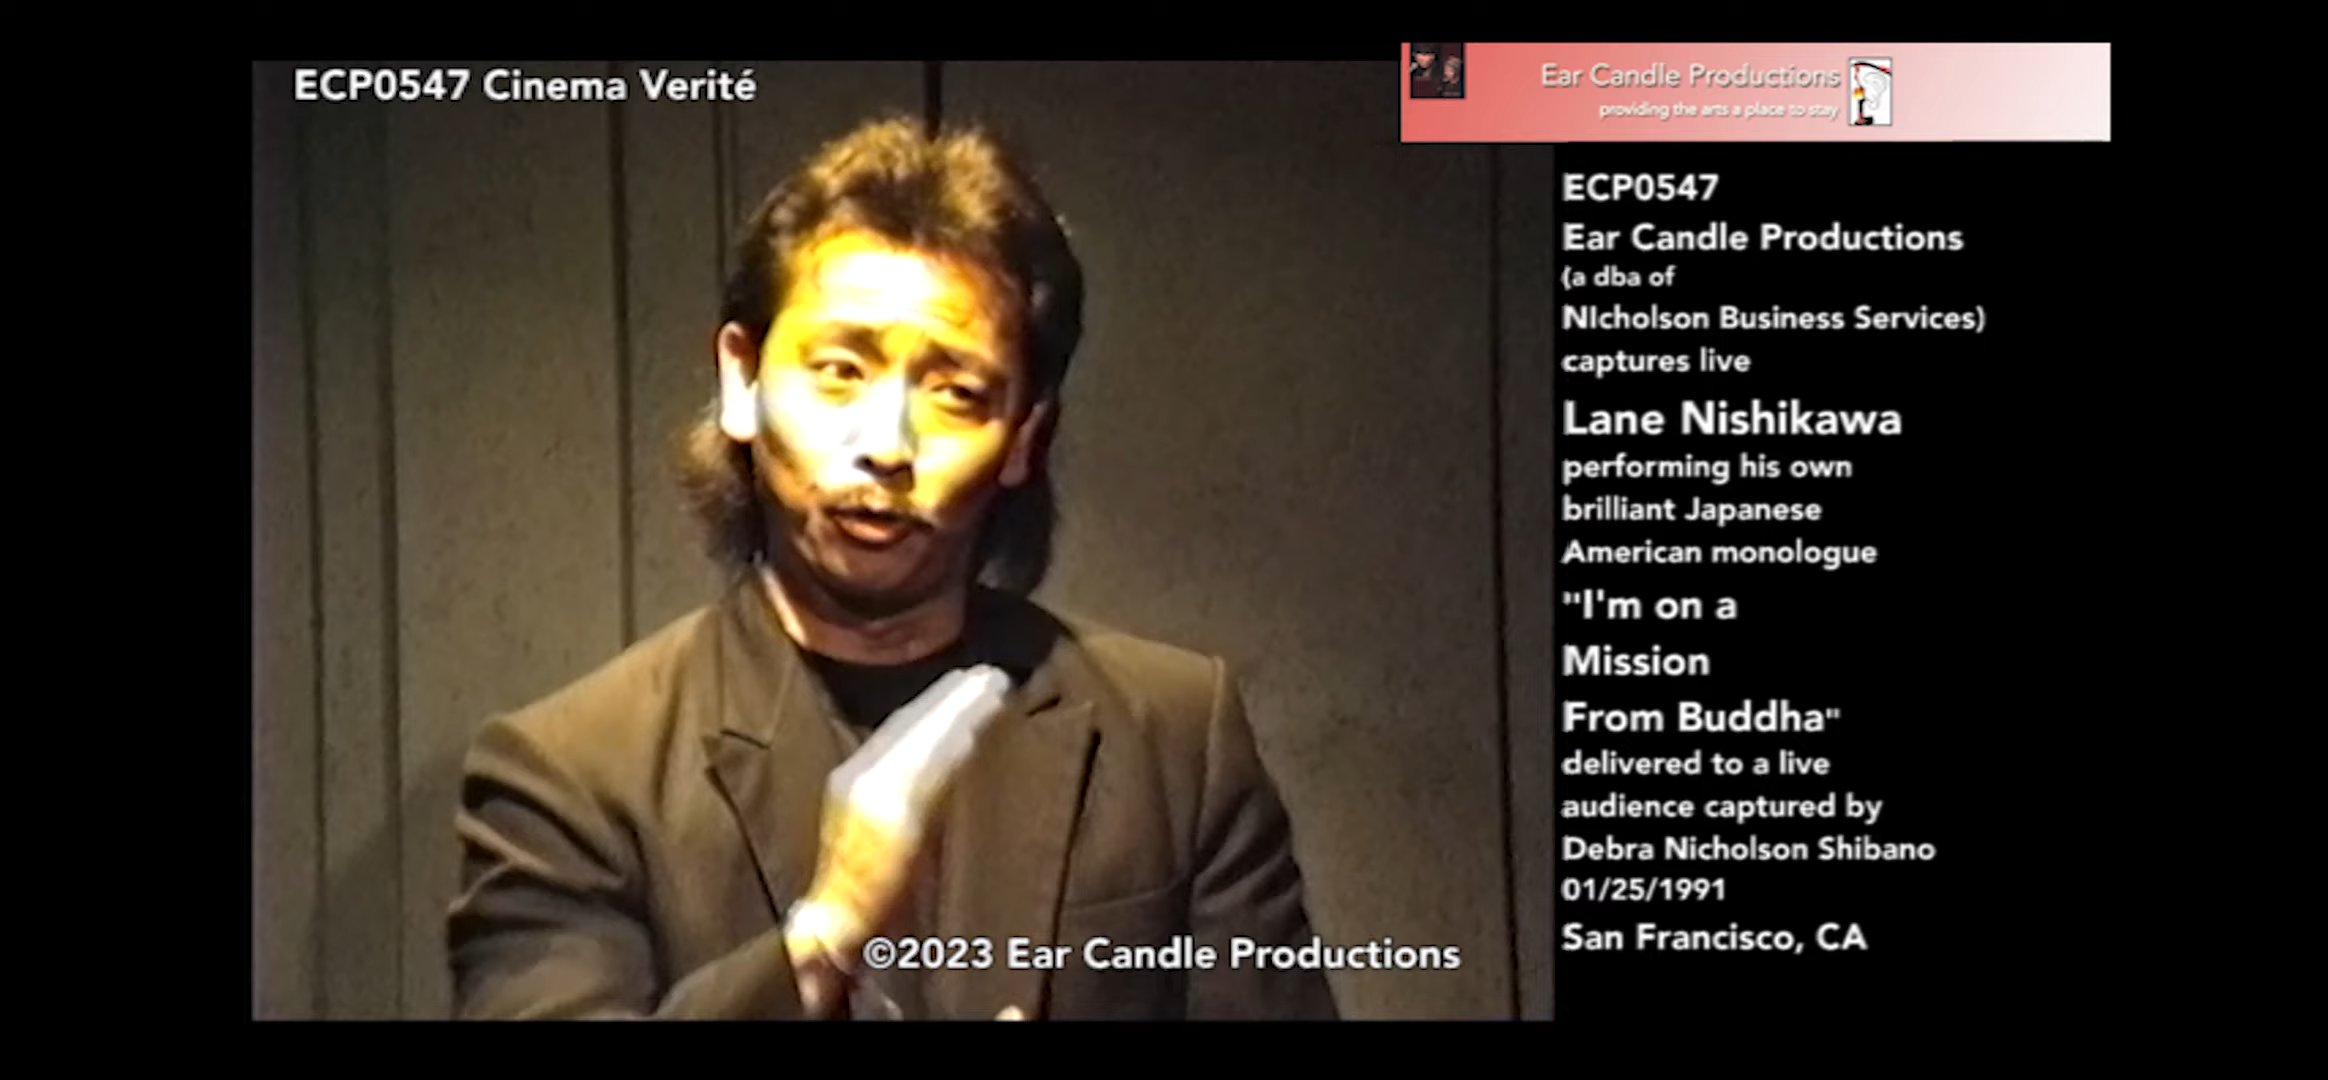 ECP0547 Cinema Verité
Ear Candle Productions
providing the arts a place to stay
ECP0547
Ear Candle Productions
(a dba of
NIcholson Business Services)
captures live
Lane Nishikawa
performing his own
brilliant Japanese
American monologue
"I'm on a
Mission
From Buddha"
delivered to a live
audience captured by
Debra Nicholson Shibano
01/25/1991
San Francisco, CA
©2023 Ear Candle Productions